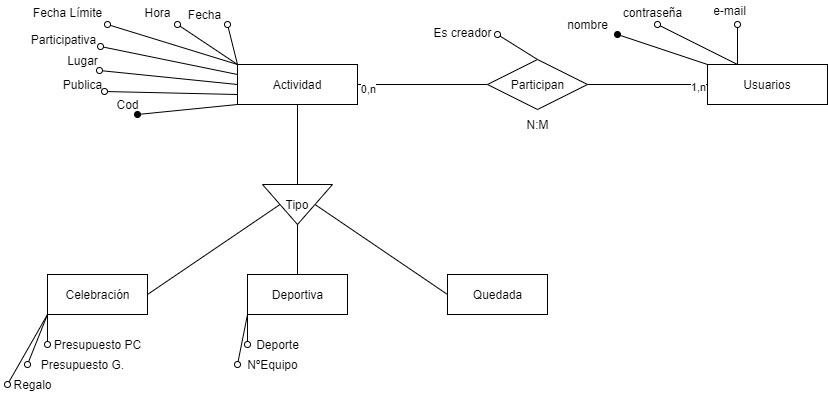 Fecha Límite
Hora
Fecha
Participativa
Lugar
Publica
Cod
Actividad
0,n
Es creador
Participan
N:M
1,n
nombre
contraseña
e-mail
Usuarios
Tipo
Celebración
Deportiva
Quedada
Presupuesto PC
Presupuesto G.
Regalo
Deporte
NºEquipo